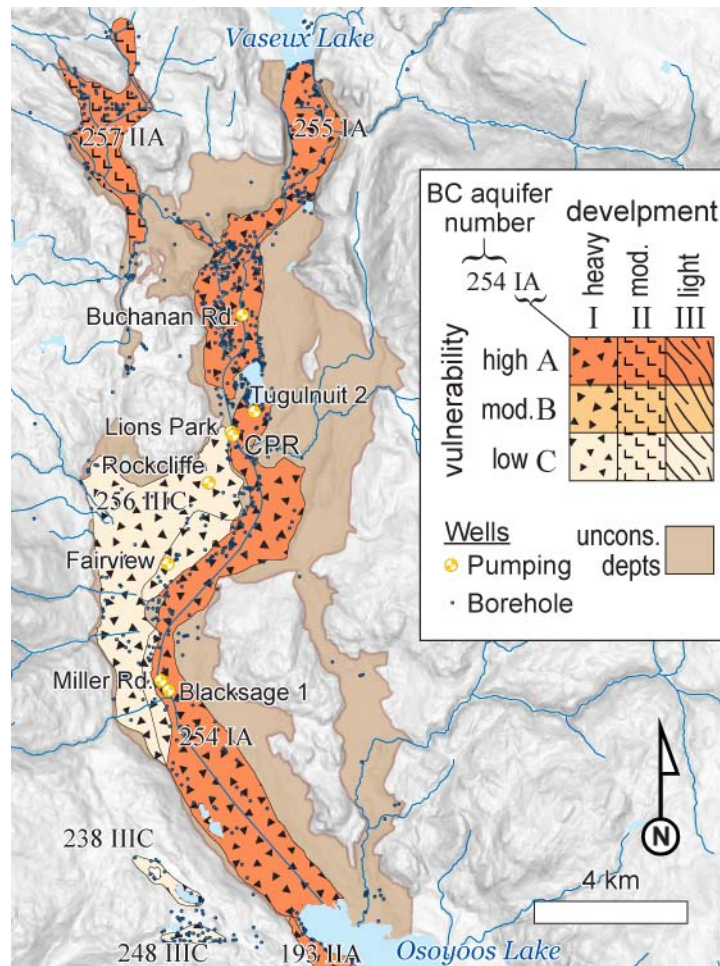 Vaseux Lake
257 IIA
255 IA
BC aquifer
number
develpment
254 IA
heavy
mod.
light
I
II
III
vulnerability
high A
mod. B
low C
Buchanan Rd.
Tugulnuit 2
Lions Park
CPR
Rockcliffe
256 IIIC
Wells
Pumping
Borehole
uncons.
depts
Fairview
Miller Rd.
Blacksage 1
254 IA
N
238 IIIC
4 km
248 IIIC
193 IIA
Osoyoos Lake